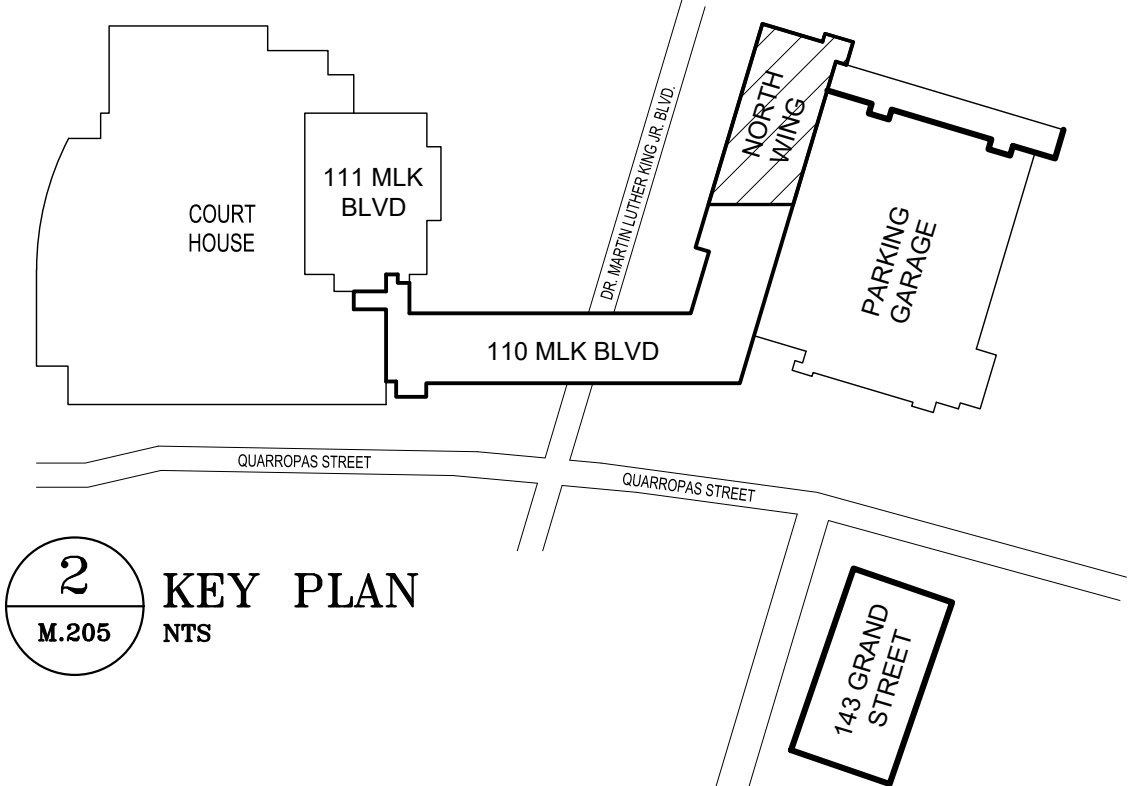 COURT
HOUSE
111 MLK
BLVD
110 MLK BLVD
DR. MARTIN LUTHER KING JR. BLVD.
NORTH
WING
PARKING
GARAGE
QUARROPAS STREET
QUARROPAS STREET
143 GRAND
STREET
2
M.205
KEY PLAN
NTS